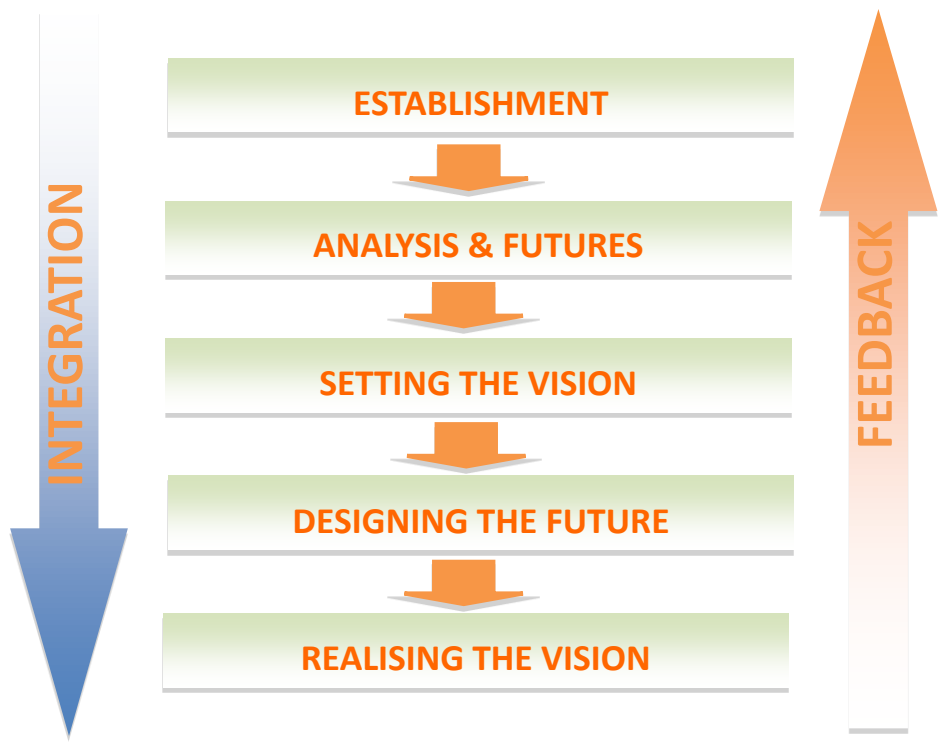 ESTABLISHMENT
ANALYSIS & FUTURES
SETTING THE VISION
DESIGNING THE FUTURE
REALISING THE VISION
INTEGRATION
FEEDBACK